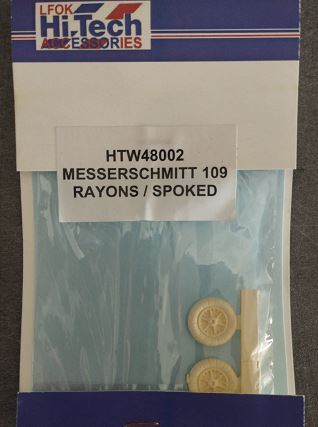 LFOK
Hi.Tech
ACCESSORIES
HTW48002
MESSERSCHMITT 109
RAYONS / SPOKED